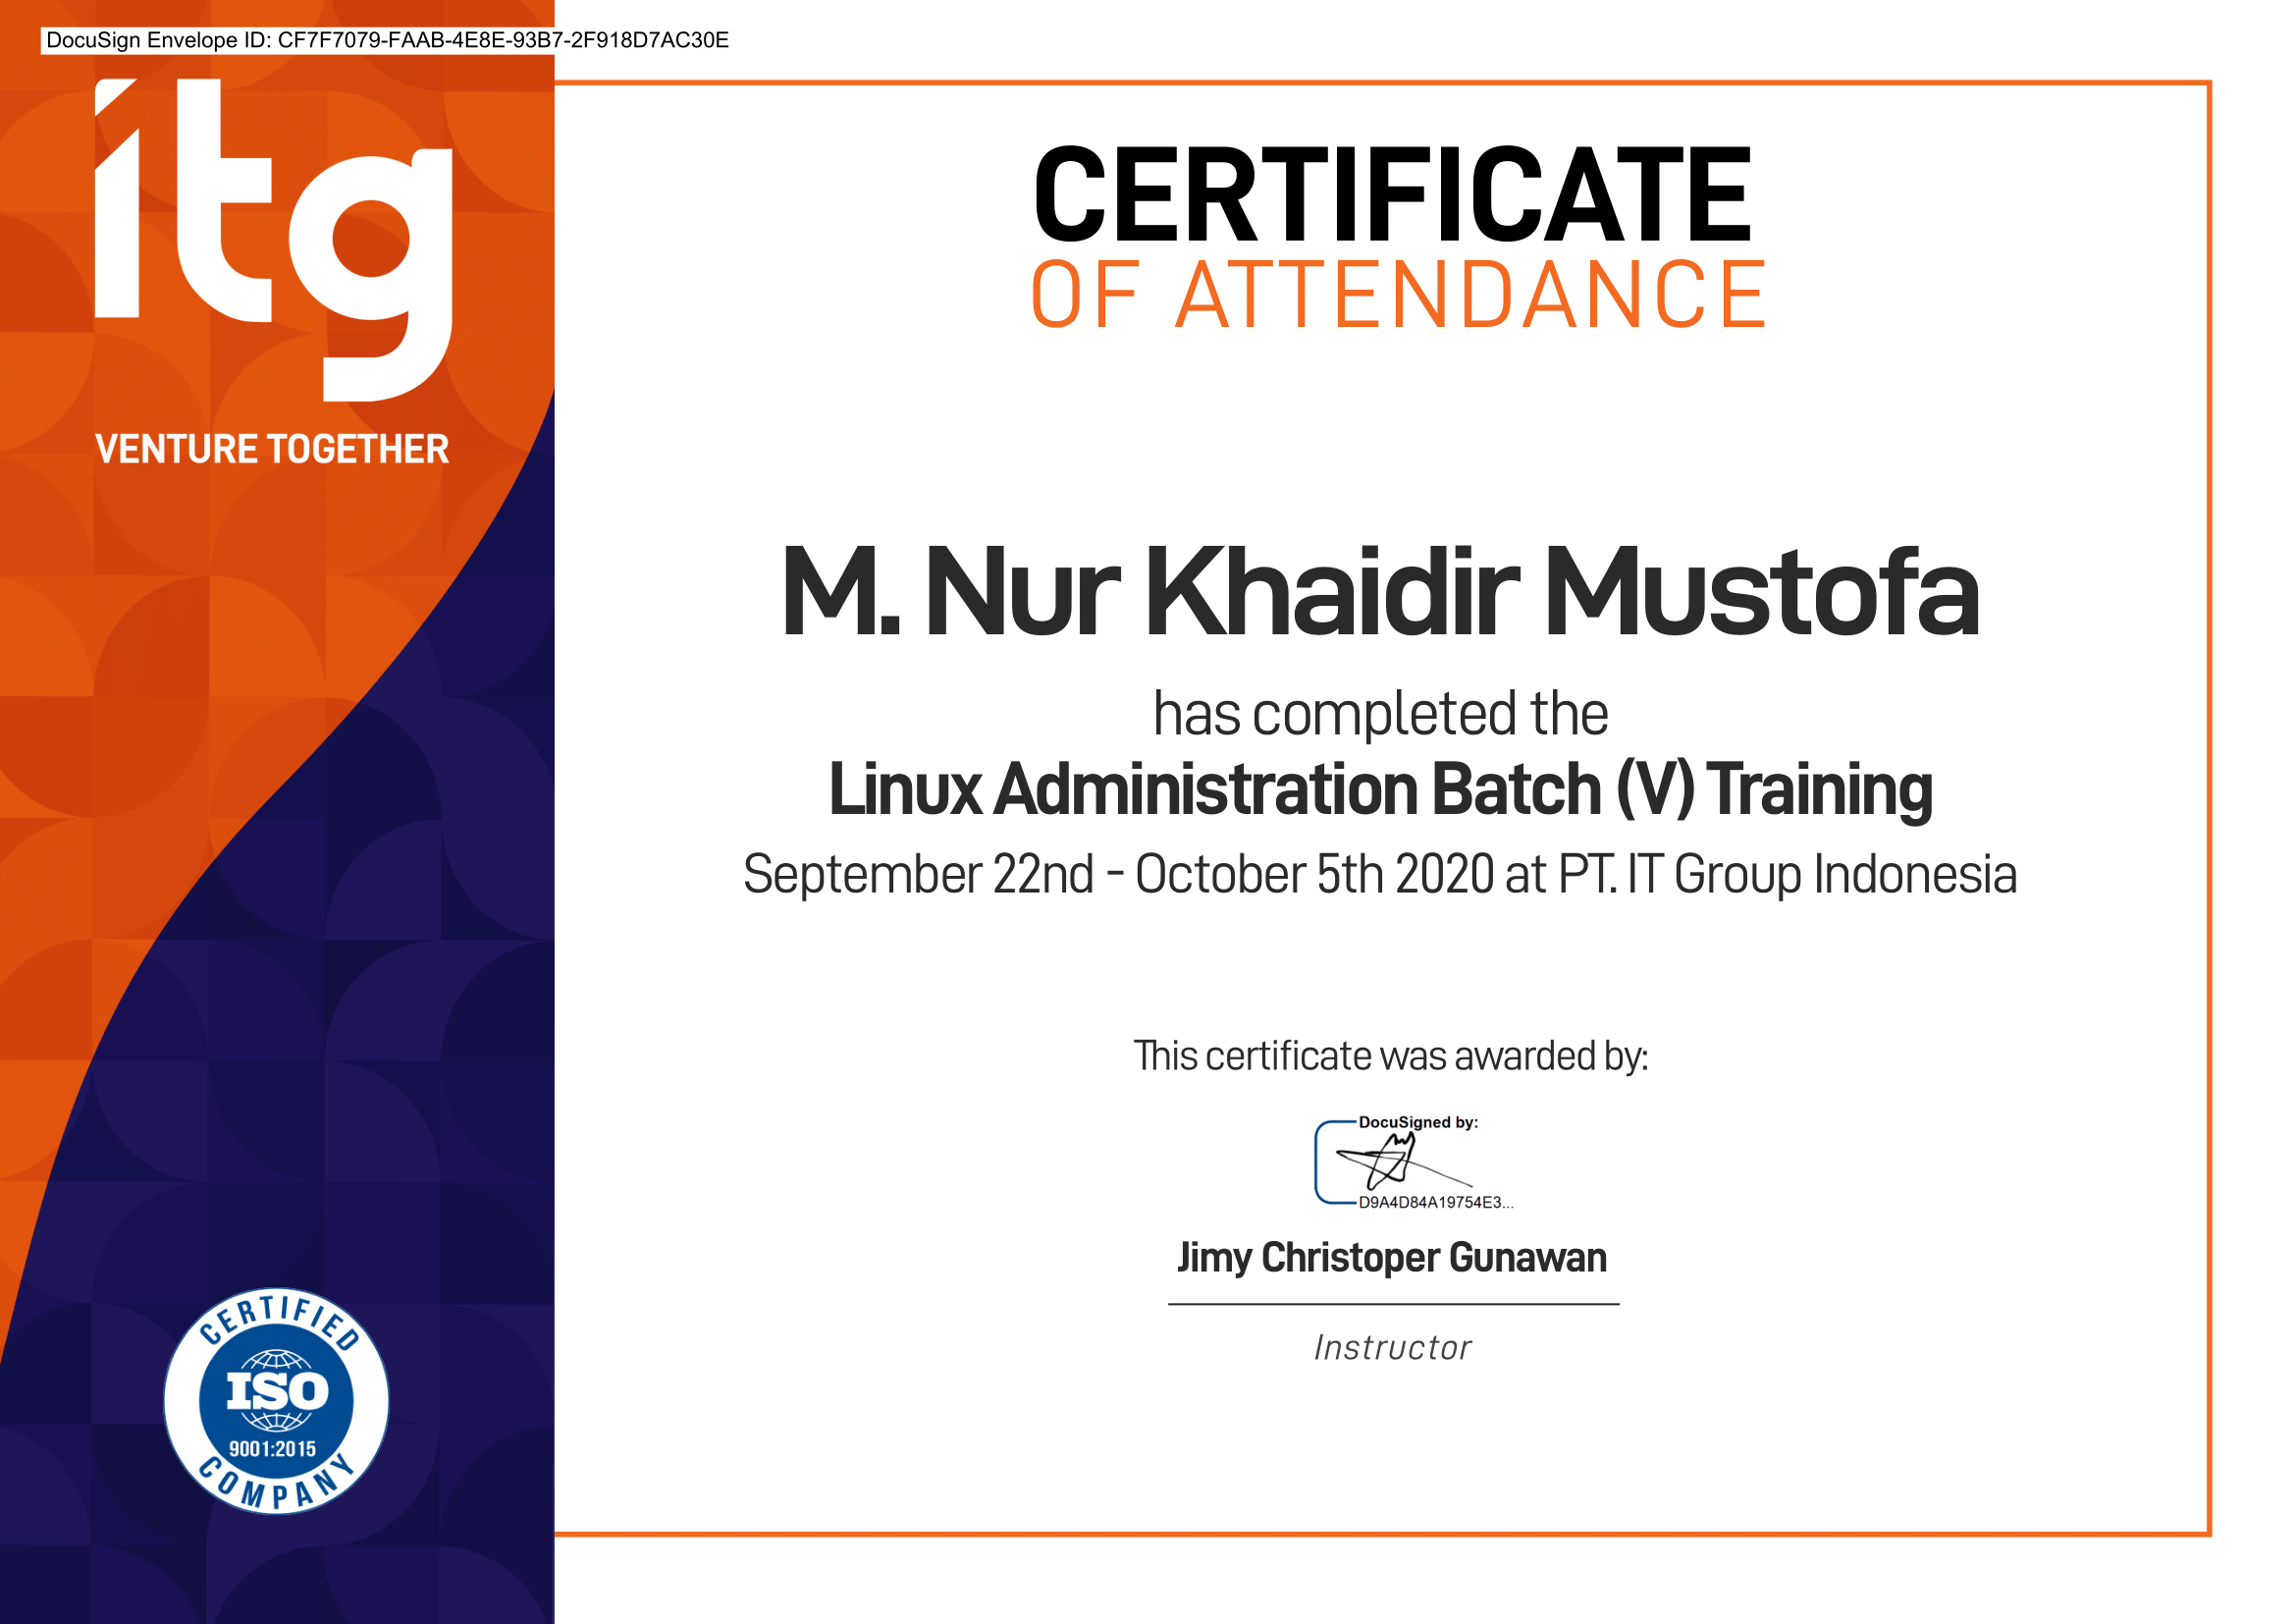 DocuSign Envelope ID: CF7F7079-FAAB-4E8E-93B7-2F918D7AC30E
itg
VENTURE TOGETHER
CERTIFICATE
OF ATTENDANCE
M. Nur Khaidir Mustofa
has completed the
Linux Administration Batch (V) Training
September 22nd - October 5th 2020 at PT. IT Group Indonesia
This certificate was awarded by:
DocuSigned by:
D9A4D84A19754E3...
Jimy Christoper Gunawan
Instructor
CERTIFIED
ISO
9001:2015
COMPANY